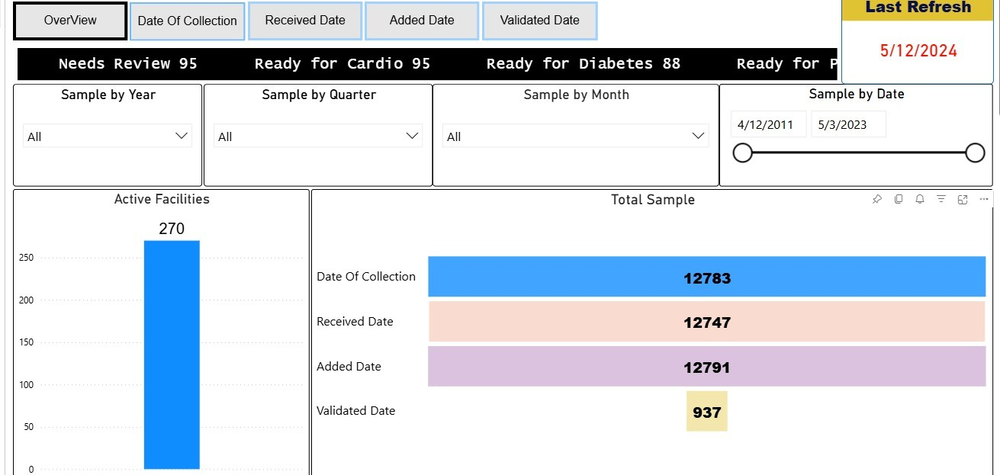 OverView
Date Of Collection
Received Date
Added Date
Validated Date
Last Refresh
5/12/2024
Needs Review 95
Ready for Cardio 95
Ready for Diabetes 88
Ready for P
Sample by Year
All
Sample by Quarter
All
Sample by Month
All
Sample by Date
4/12/2011
5/3/2023
Active Facilities
270
250
200
150
100
50
0
Total Sample
Date Of Collection
12783
Received Date
12747
Added Date
12791
Validated Date
937